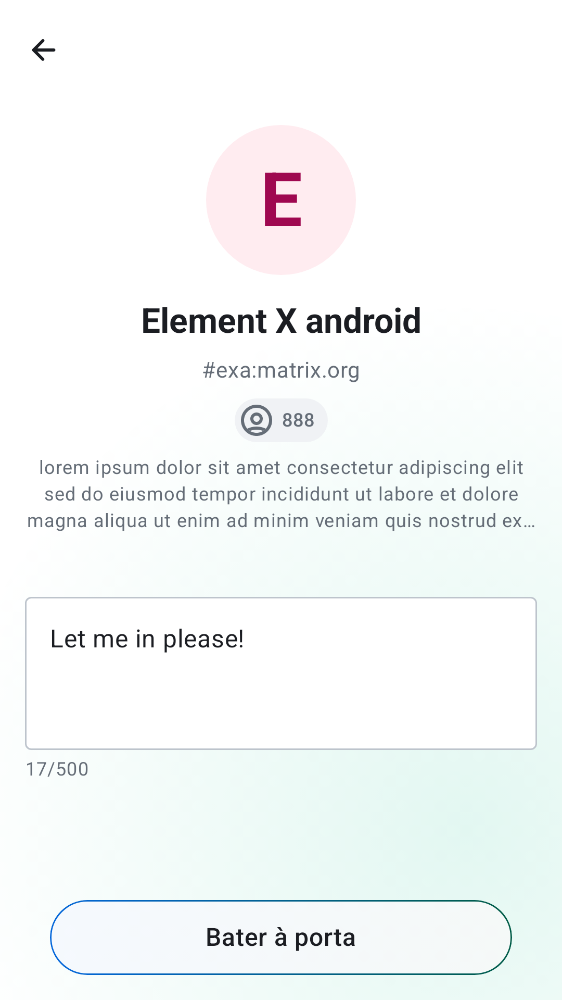 E
Element X android
#exa:matrix.org
888
lorem ipsum dolor sit amet consectetur adipiscing elit
sed do eiusmod tempor incididunt ut labore et dolore
magna aliqua ut enim ad minim veniam quis nostrud ex…
Let me in please!
17/500
Bater à porta